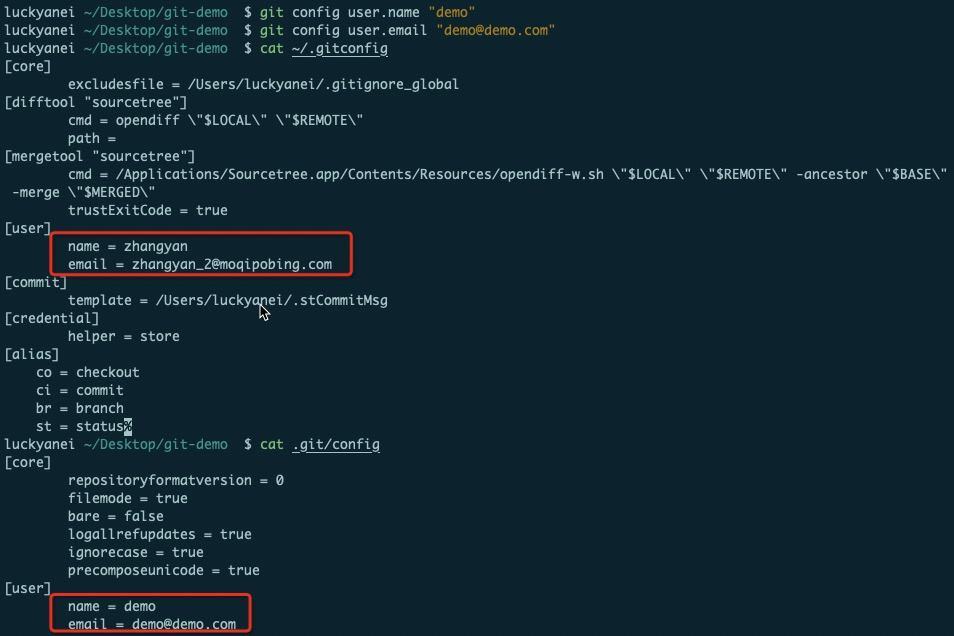 luckyanei ~/Desktop/git-demo  $ git config user.name "demo"
luckyanei ~/Desktop/git-demo  $ git config user.email "demo@demo.com"
luckyanei ~/Desktop/git-demo  $ cat ~/.gitconfig
[core]
        excludesfile = /Users/luckyanei/.gitignore_global
[difftool "sourcetree"]
        cmd = opendiff \"$LOCAL\" \"$REMOTE\"
        path =
[mergetool "sourcetree"]
        cmd = /Applications/Sourcetree.app/Contents/Resources/opendiff-w.sh \"$LOCAL\" \"$REMOTE\" -ancestor \"$BASE\"
 -merge \"$MERGED\"
        trustExitCode = true
[user]
        name = zhangyan
        email = zhangyan_2@moqipobing.com
[commit]
        template = /Users/luckyanei/.stCommitMsg
[credential]
        helper = store
[alias]
    co = checkout
    ci = commit
    br = branch
    st = status%
luckyanei ~/Desktop/git-demo  $ cat .git/config
[core]
        repositoryformatversion = 0
        filemode = true
        bare = false
        logallrefupdates = true
        ignorecase = true
        precomposeunicode = true
[user]
        name = demo
        email = demo@demo.com